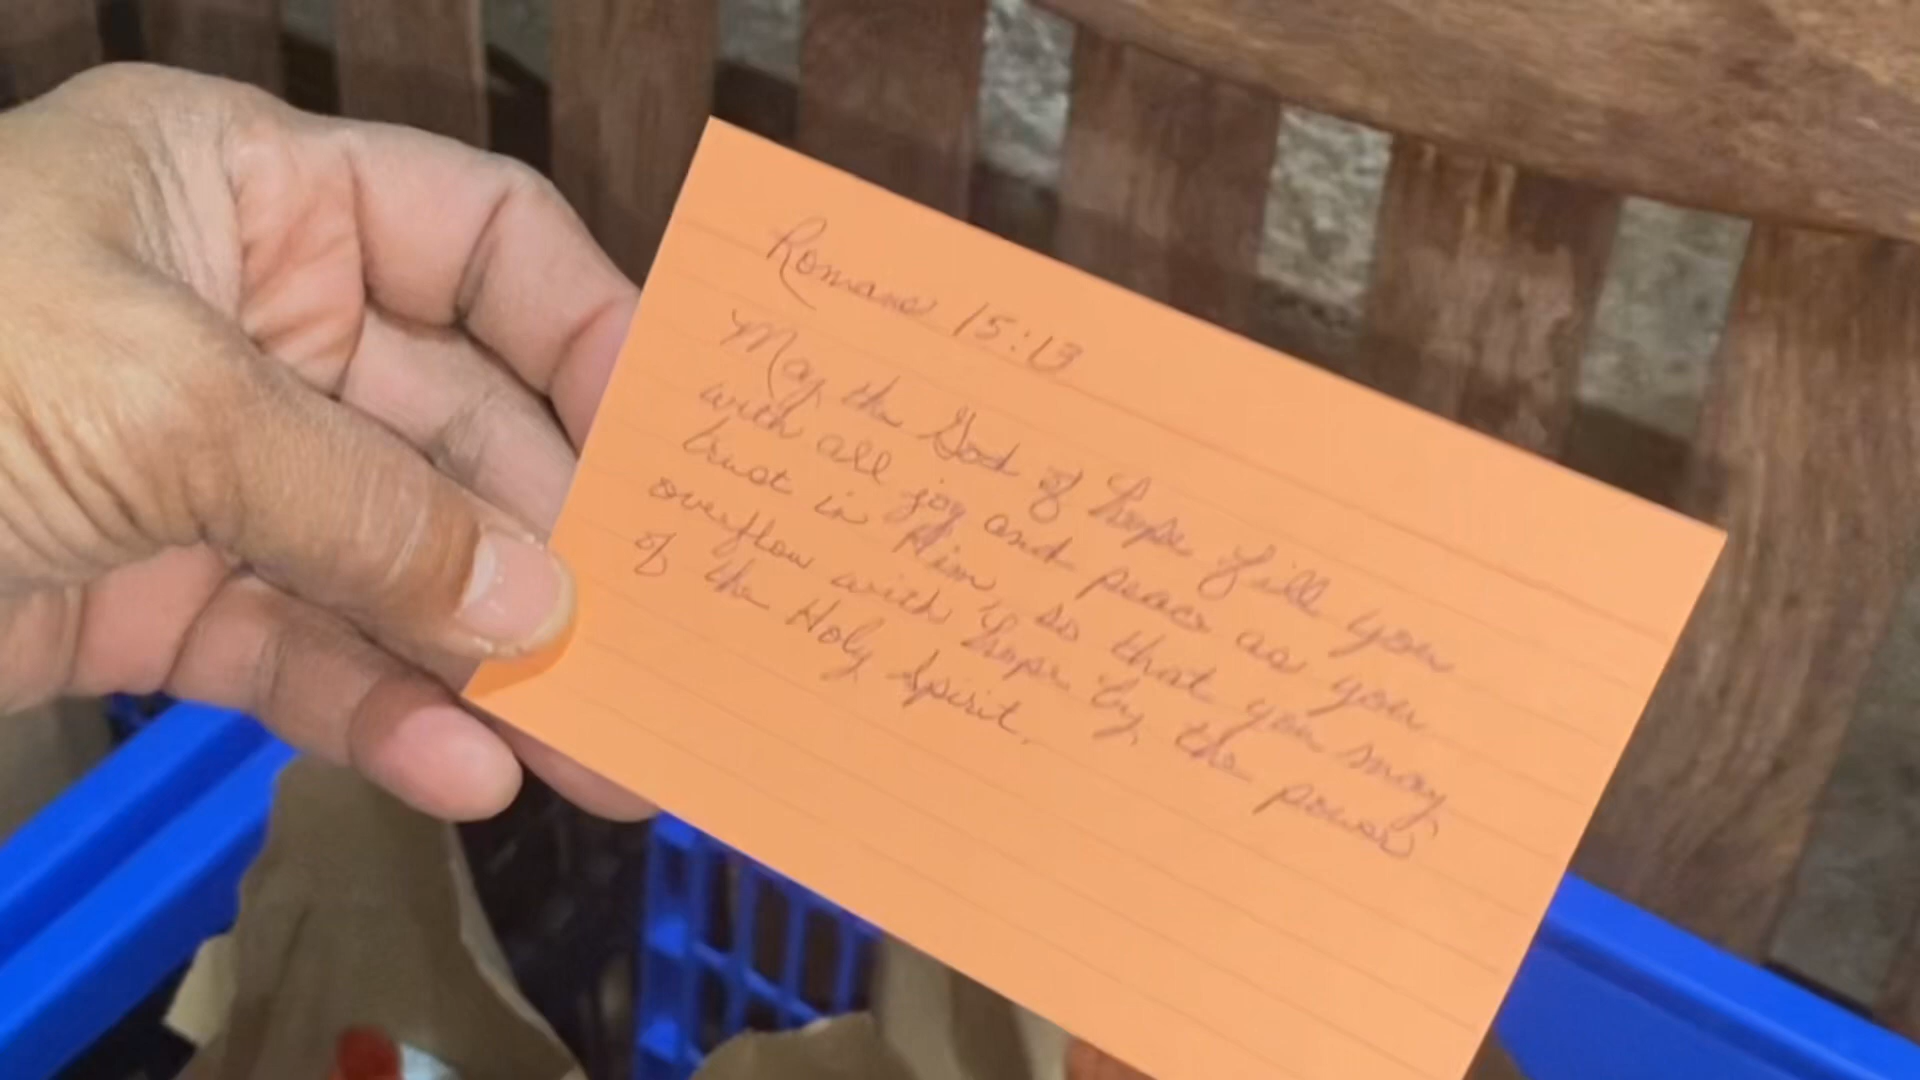 Romans 15:13
May the God of hope fill you
with all joy and peace as you
trust in Him, so that you may
overflow with hope by the power
of the Holy Spirit.